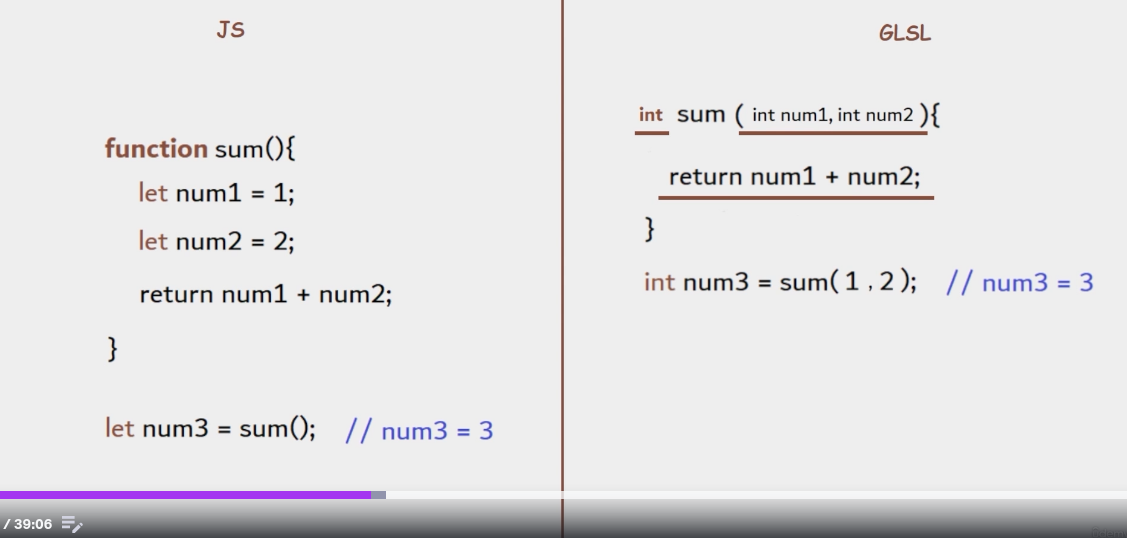 JS
function sum(){
let num1 = 1;
let num2 = 2;
return num1 + num2;
}
let num3 = sum(); // num3 = 3
GLSL
int sum ( int num1, int num2 ){
return num1 + num2;
}
int num3 = sum( 1 , 2 ); // num3 = 3
/ 39:06